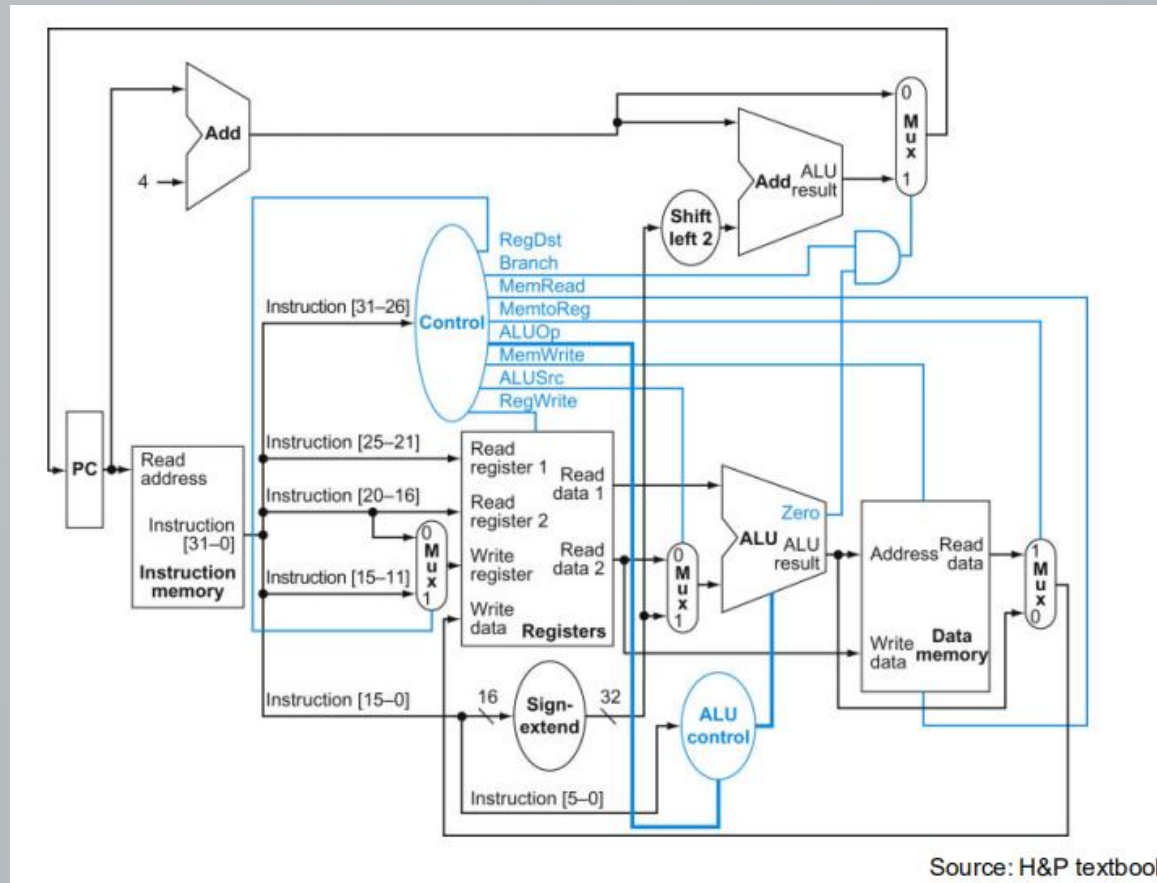 0
M
u
x
1
Add
4
Add
ALU
result
Shift
left 2
RegDst
Branch
MemRead
MemtoReg
ALUOp
MemWrite
ALUSrc
RegWrite
Control
Instruction [31–26]
Instruction [25–21]
Instruction [20–16]
Instruction [15–11]
Instruction [15–0]
Instruction [5–0]
PC
Read
address
Instruction
[31–0]
Instruction
memory
0
M
u
x
1
Read
register 1
Read
register 2
Write
register
Write
data
Read
data 1
Read
data 2
Registers
0
M
u
x
1
Zero
ALU
ALU
result
Address
Read
data
Write
data
Data
memory
1
M
u
x
0
16
Sign-
extend
32
ALU
control
Source: H&P textbook